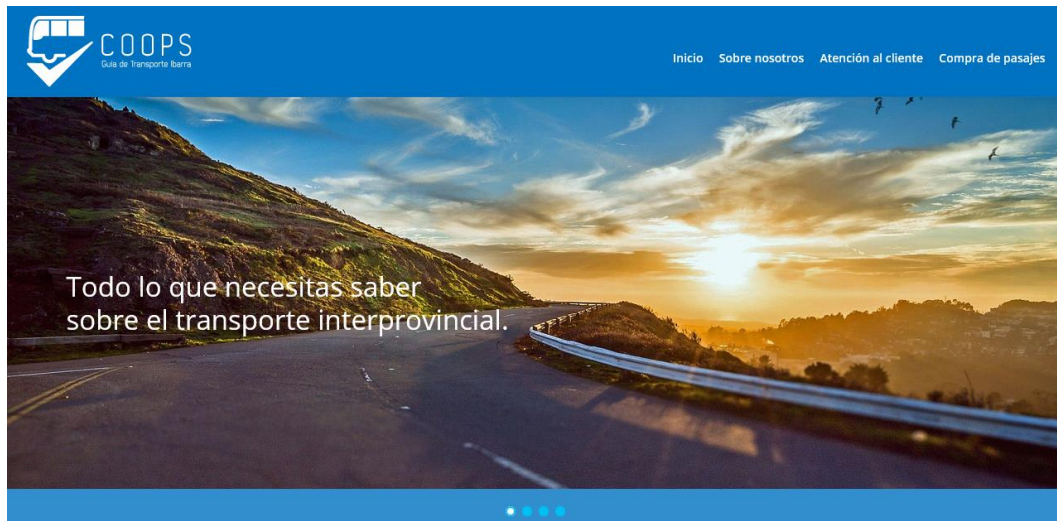 COOPS
Guía de Transporte Ibarra
Inicio Sobre nosotros Atención al cliente Compra de pasajes
Todo lo que necesitas saber
sobre el transporte interprovincial.